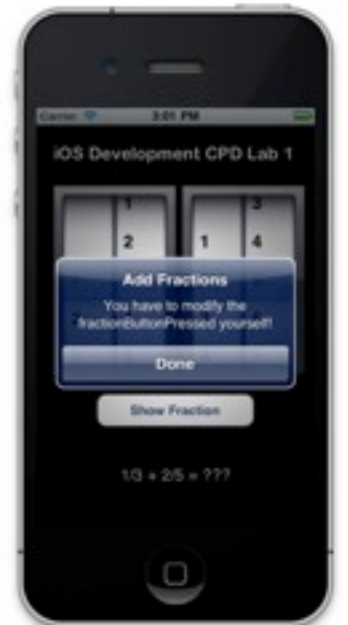 Carrier 3:01 PM
iOS Development CPD Lab 1
1 3
2 1 4
Add Fractions
You have to modify the
fractionButtonPressed yourself!
Done
Show Fraction
1/3 + 2/5 = ???